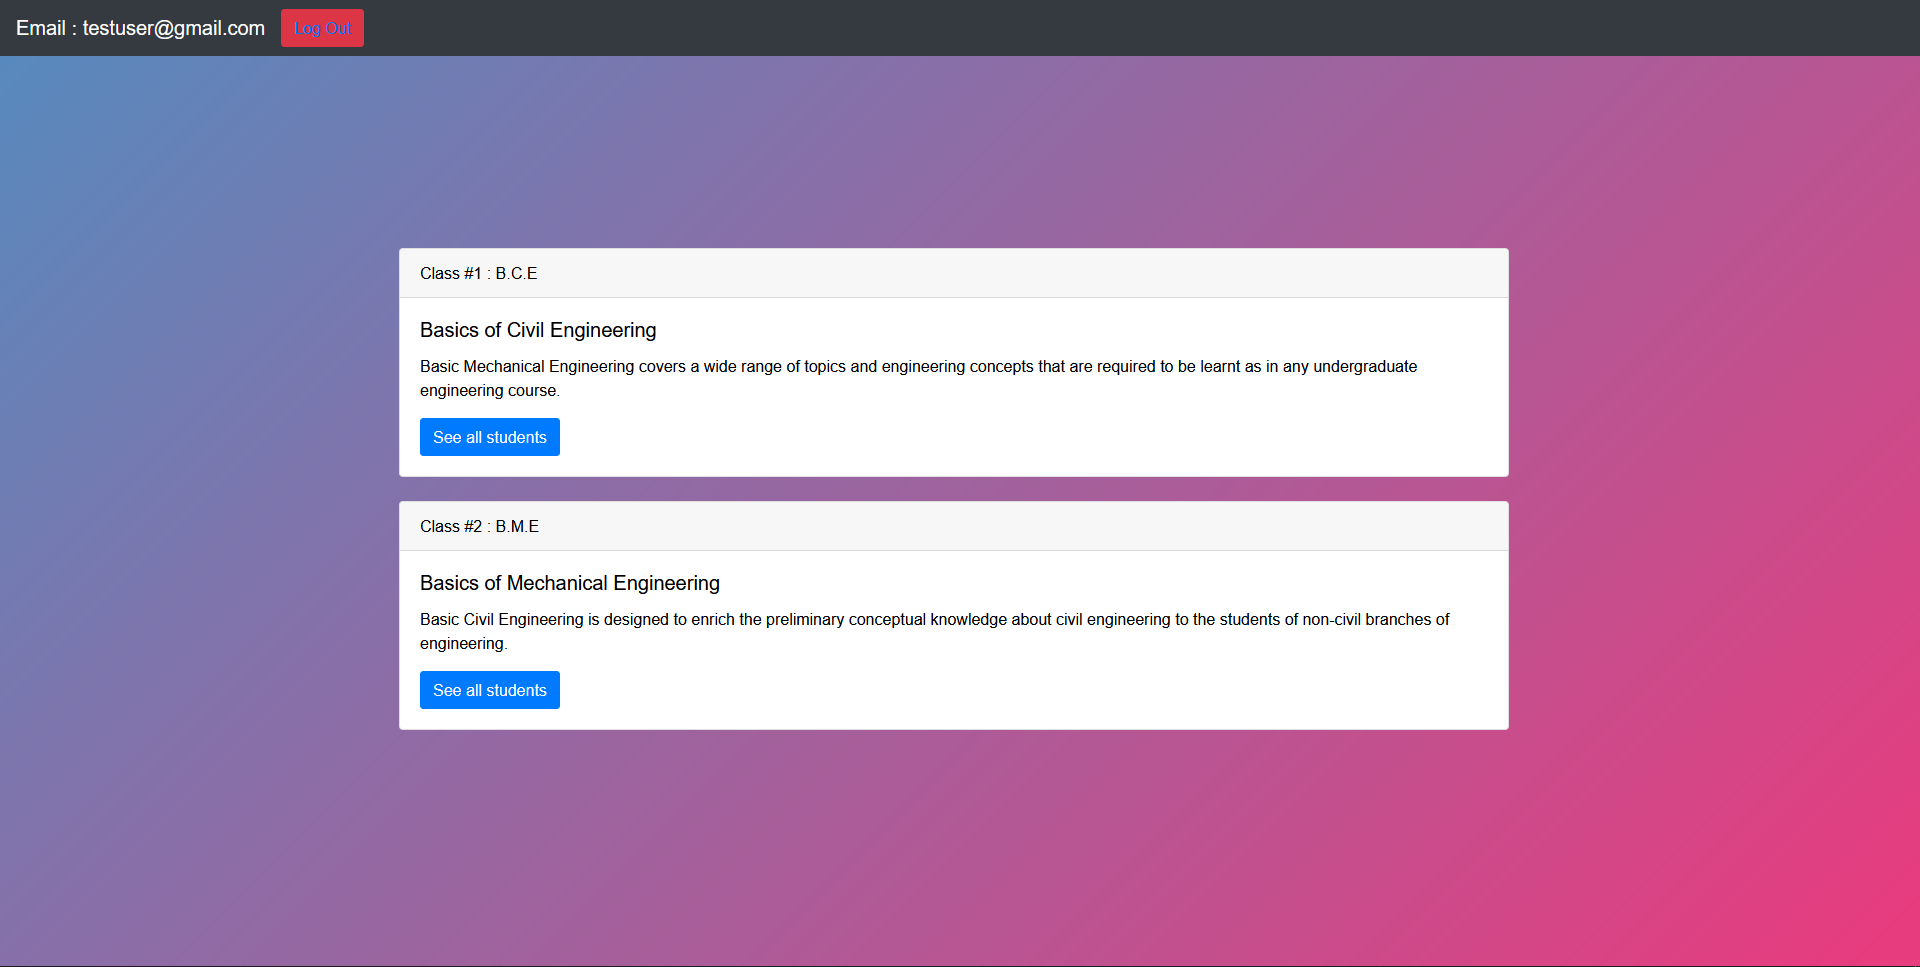 Email : testuser@gmail.com Log Out
Class #1 : B.C.E
Basics of Civil Engineering
Basic Mechanical Engineering covers a wide range of topics and engineering concepts that are required to be learnt as in any undergraduate
engineering course.
See all students
Class #2 : B.M.E
Basics of Mechanical Engineering
Basic Civil Engineering is designed to enrich the preliminary conceptual knowledge about civil engineering to the students of non-civil branches of
engineering.
See all students